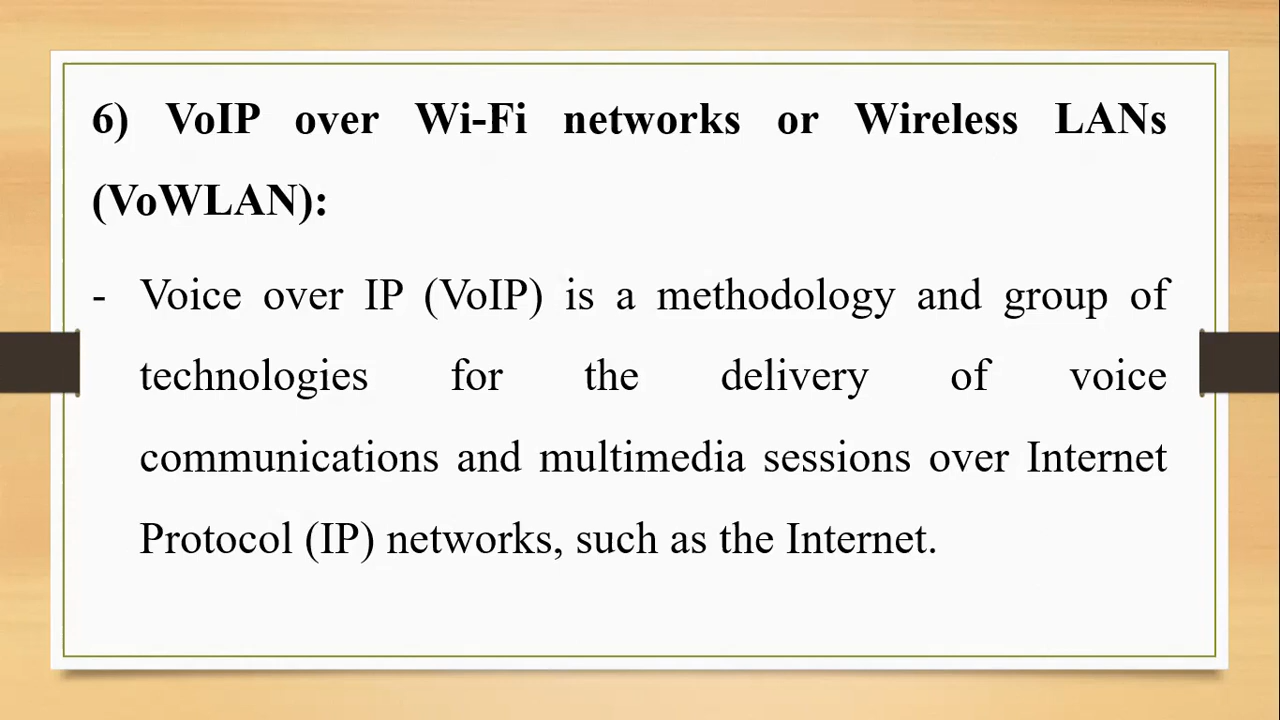 6) VoIP over Wi-Fi networks or Wireless LANs
(VoWLAN):
- Voice over IP (VoIP) is a methodology and group of
technologies for the delivery of voice
communications and multimedia sessions over Internet
Protocol (IP) networks, such as the Internet.